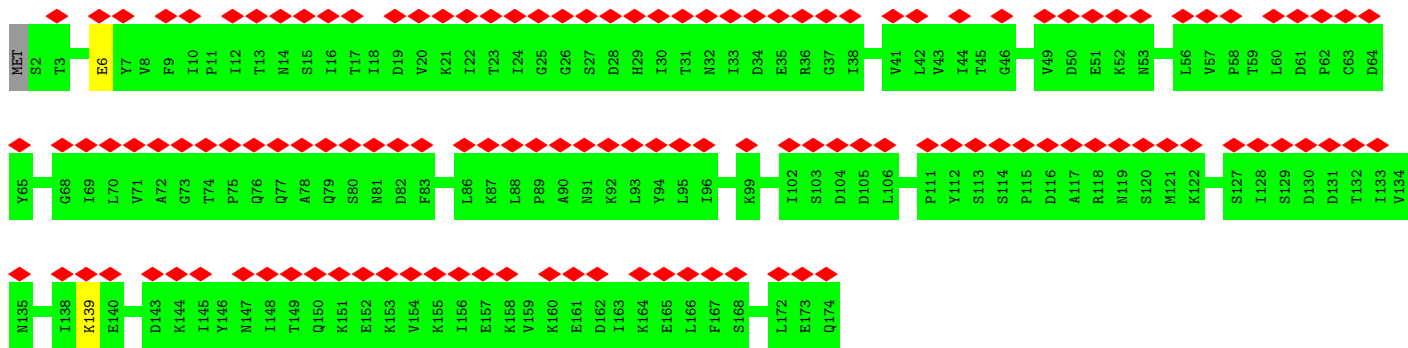 MET S2 T3 E6 Y7 V8 F9 I10 P11 I12 T13 N14 S15 I16 T17 I18 D19 V20 K21 I22 T23 I24 G25 G26 S27 D28 H29 I30 T31 N32 I33 D34 E35 R36 G37 I38 V41 L42 V43 I44 T45 G46 V49 D50 E51 K52 N53 L56 V57 P58 T59 L60 D61 P62 C63 D64
Y65 G68 I69 L70 V71 A72 G73 T74 P75 Q76 Q77 A78 Q79 S80 N81 D82 F83 L86 K87 L88 P89 A90 N91 K92 L93 Y94 L95 I96 K99 I102 S103 D104 D105 L106 P111 Y112 S113 S114 P115 D116 A117 R118 N119 S120 M121 K122 S127 I128 S129 D130 D131 T132 I133 V134
N135 I138 K139 E140 D143 K144 I145 Y146 N147 I148 T149 Q150 K151 E152 K153 V154 K155 I156 E157 K158 V159 K160 E161 D162 I163 K164 E165 L166 F167 S168 L172 E173 Q174